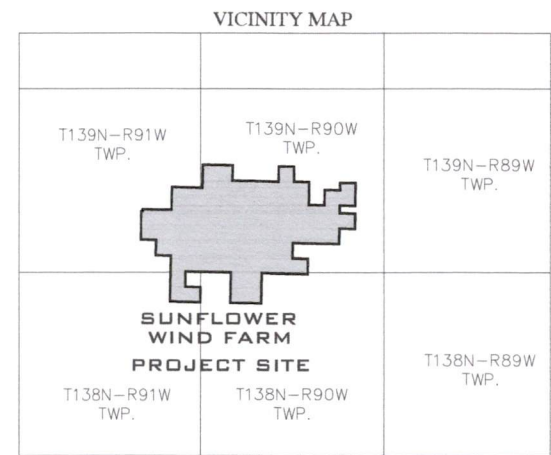 VICINITY MAP
T139N-R91W
TWP.
T139N-R90W
TWP.
T139N-R89W
TWP.
SUNFLOWER
WIND FARM
PROJECT SITE
T138N-R91W
TWP.
T138N-R90W
TWP.
T138N-R89W
TWP.